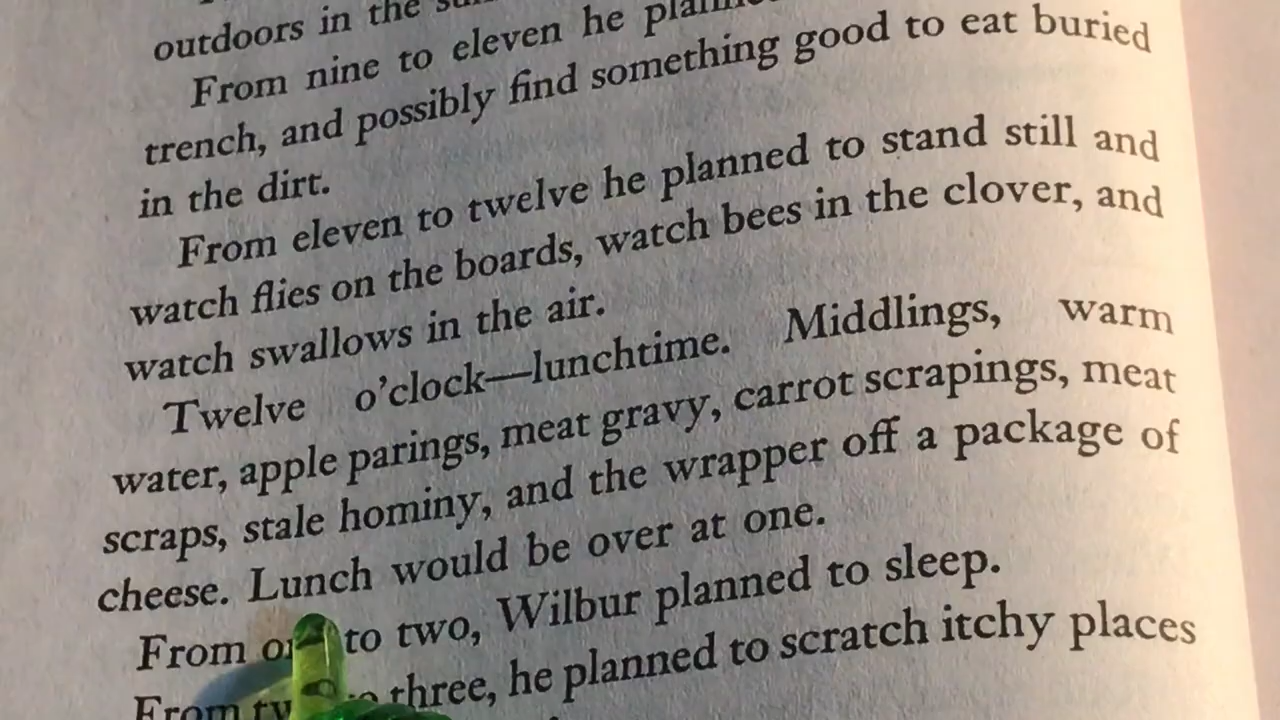 outdoors in the
From nine to eleven he
trench, and possibly find something good to eat buried
in the dirt.
From eleven to twelve he planned to stand still and
watch flies on the boards, watch bees in the clover, and
watch swallows in the air.
Twelve o'clock—lunchtime. Middlings, warm
water, apple parings, meat gravy, carrot scrapings, meat
scraps, stale hominy, and the wrapper off a package of
cheese. Lunch would be over at one.
From to two, Wilbur planned to sleep.
From three, he planned to scratch itchy places